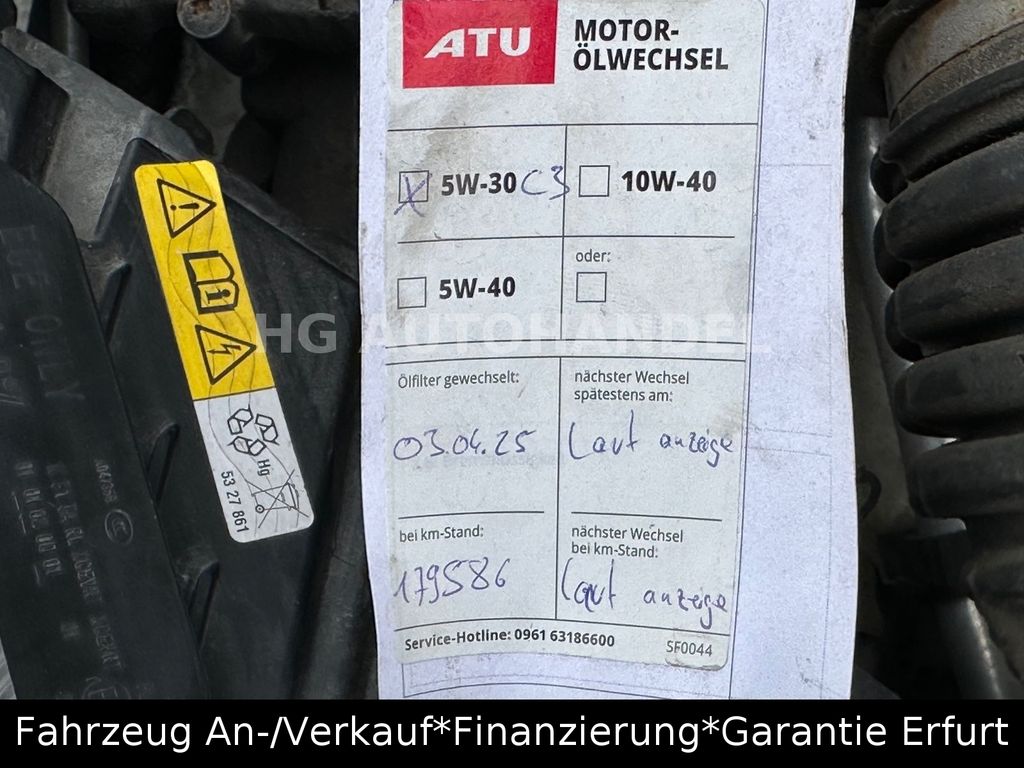 ATU
MOTOR-
ÖLWECHSEL
X 5W-30 C3
10W-40
5W-40
oder:
HG AUTOHANDEL
Ölfilter gewechselt:
03.04.25
nächster Wechsel
spätestens am:
Laut anzeige
bei km-Stand:
179586
nächster Wechsel
bei km-Stand:
Laut anzeige
Service-Hotline: 0961 63186600
SF0044
Hg
53 27 861
Fahrzeug An-/Verkauf*Finanzierung*Garantie Erfurt